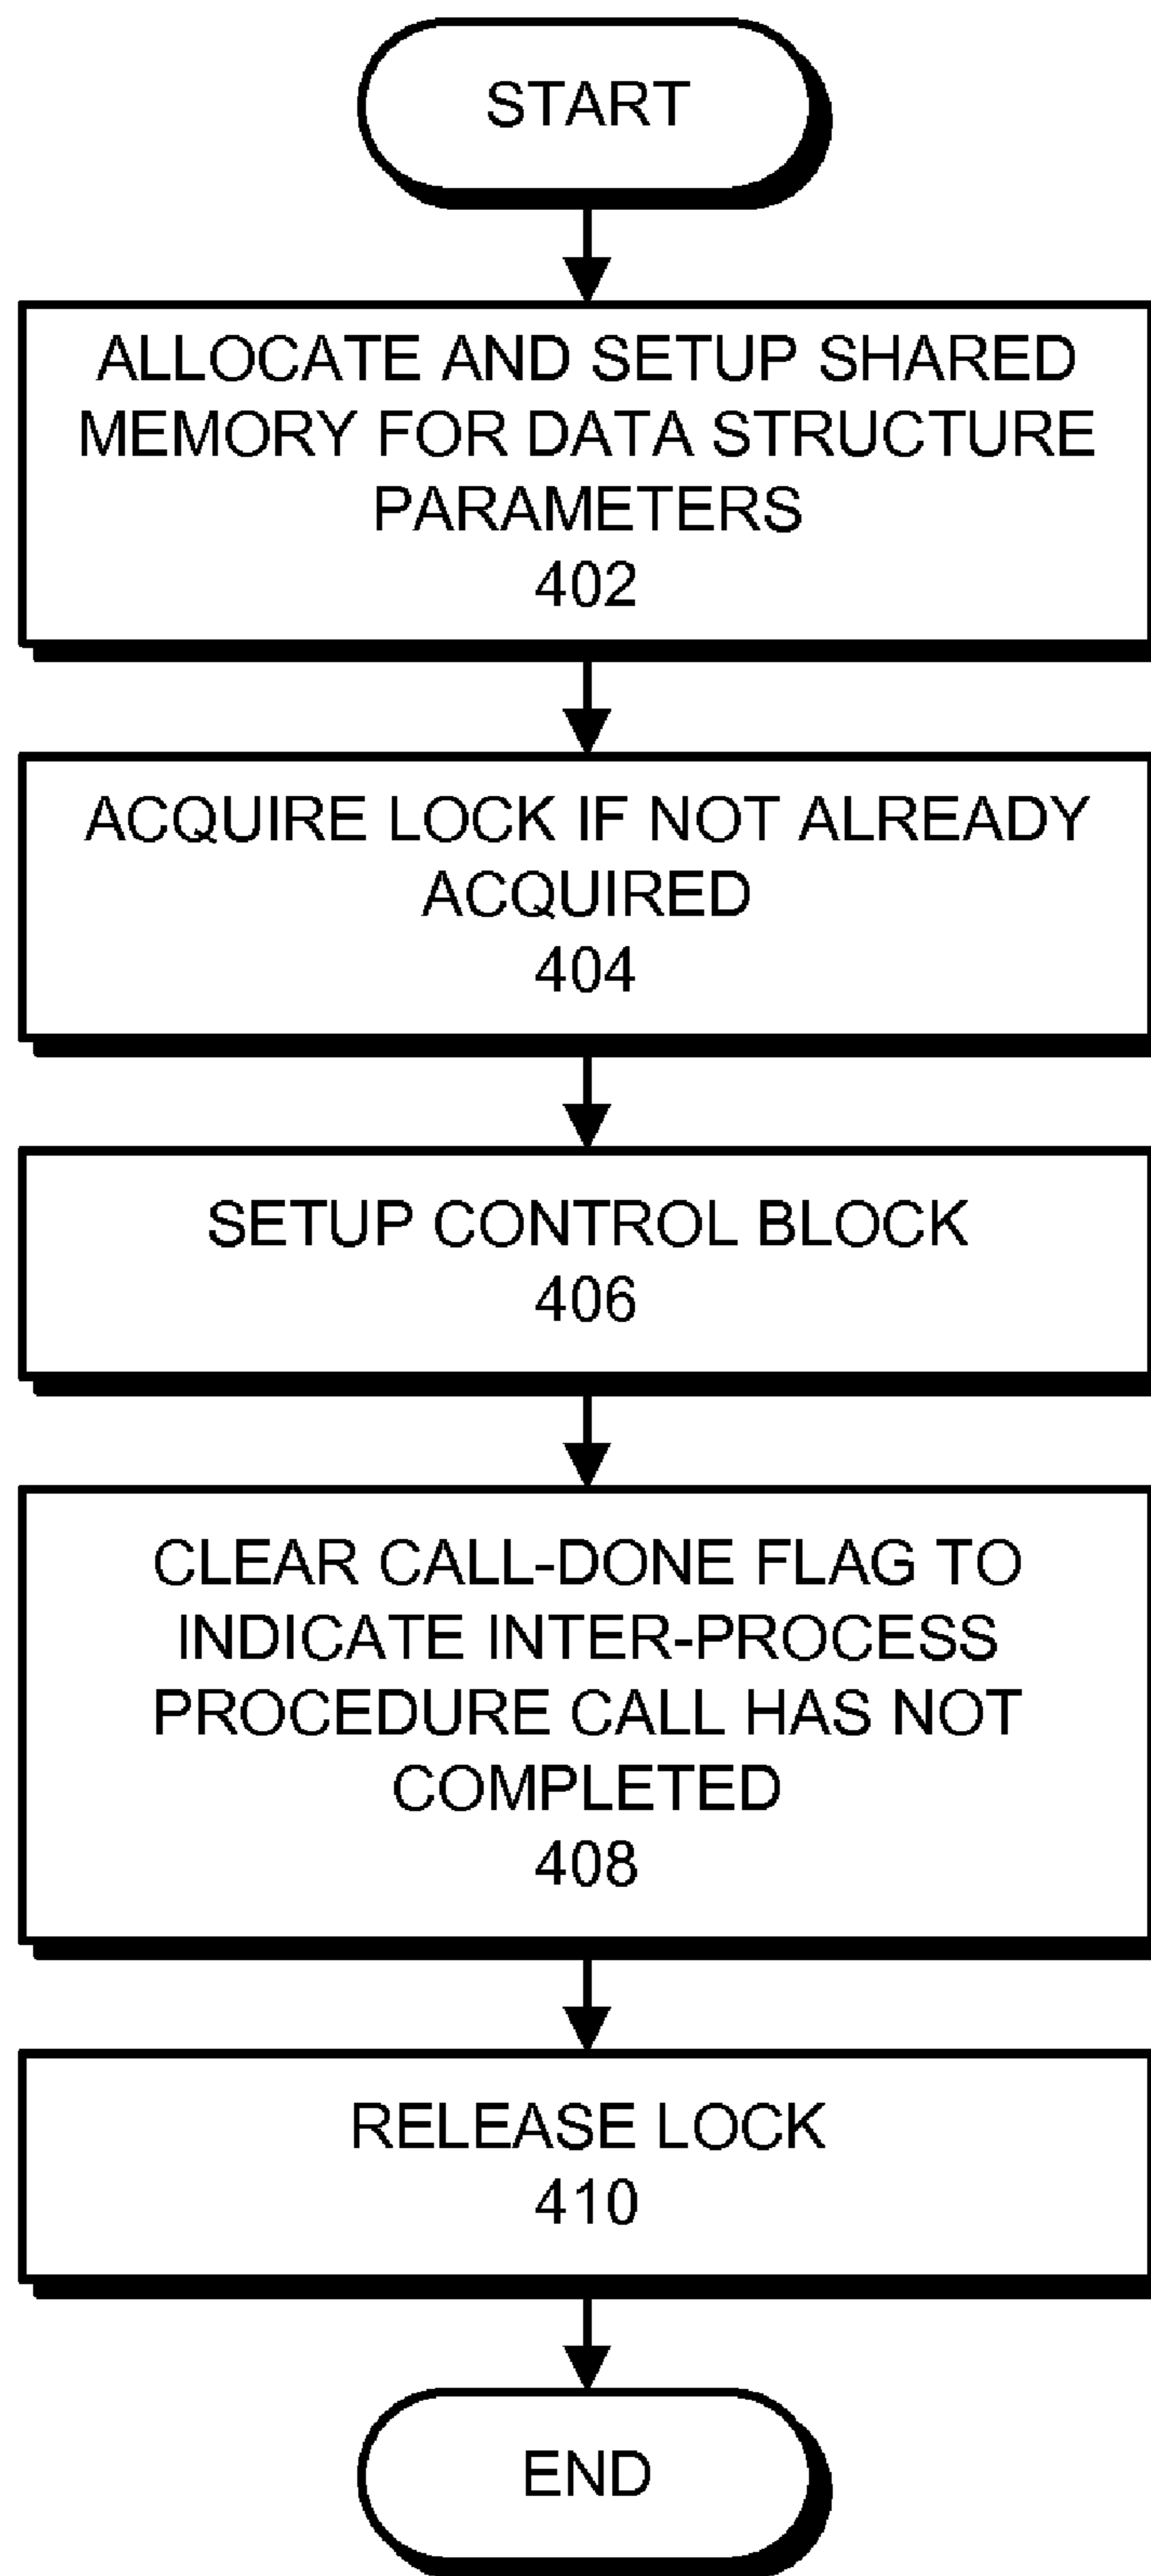 START
ALLOCATE AND SETUP SHARED
MEMORY FOR DATA STRUCTURE
PARAMETERS
402
ACQUIRE LOCK IF NOT ALREADY
ACQUIRED
404
SETUP CONTROL BLOCK
406
CLEAR CALL-DONE FLAG TO
INDICATE INTER-PROCESS
PROCEDURE CALL HAS NOT
COMPLETED
408
RELEASE LOCK
410
END